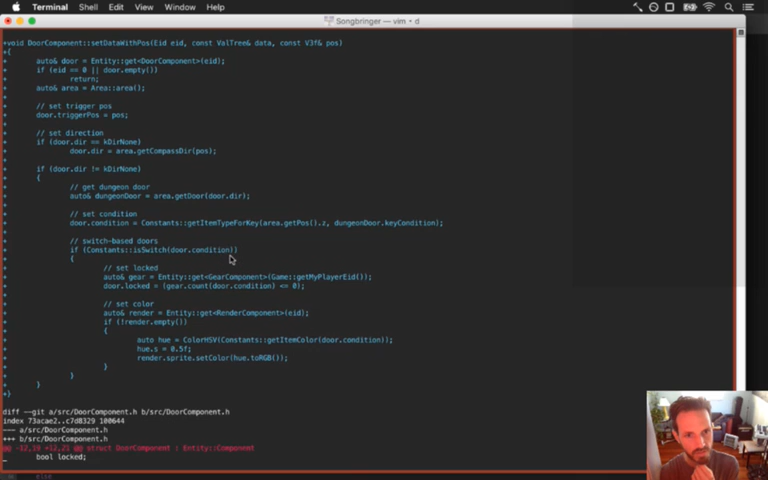 Terminal Shell Edit View Window Help
Songbringer — vim • d
+void DoorComponent::setDataWithPos(Eid eid, const ValTree& data, const V3f& pos)
+{
+ auto& door = Entity::get<DoorComponent>(eid);
+ if (eid == 0 || door.empty())
+ return;
+ auto& area = Area::area();
+
+ // set trigger pos
+ door.triggerPos = pos;
+
+ // set direction
+ if (door.dir == kDirNone)
+ door.dir = area.getCompassDir(pos);
+
+ if (door.dir != kDirNone)
+ {
+ // get dungeon door
+ auto& dungeonDoor = area.getDoor(door.dir);
+
+ // set condition
+ door.condition = Constants::getItemTypeForKey(area.getPos().z, dungeonDoor.keyCondition);
+
+ // switch-based doors
+ if (Constants::isSwitch(door.condition))
+ {
+ // set locked
+ auto& gear = Entity::get<GearComponent>(Game::getMyPlayerEid());
+ door.locked = (gear.count(door.condition) <= 0);
+
+ // set color
+ auto& render = Entity::get<RenderComponent>(eid);
+ if (!render.empty())
+ {
+ auto hue = ColorHSV(Constants::getItemColor(door.condition));
+ hue.s = 0.5f;
+ render.sprite.setColor(hue.toRGB());
+ }
+ }
+ }
+}
diff --git a/src/DoorComponent.h b/src/DoorComponent.h
index 73acae2..c7d8329 100644
--- a/src/DoorComponent.h
+++ b/src/DoorComponent.h
@@ -12,19 +12,21 @@ struct DoorComponent : Entity::Component
bool locked;
else